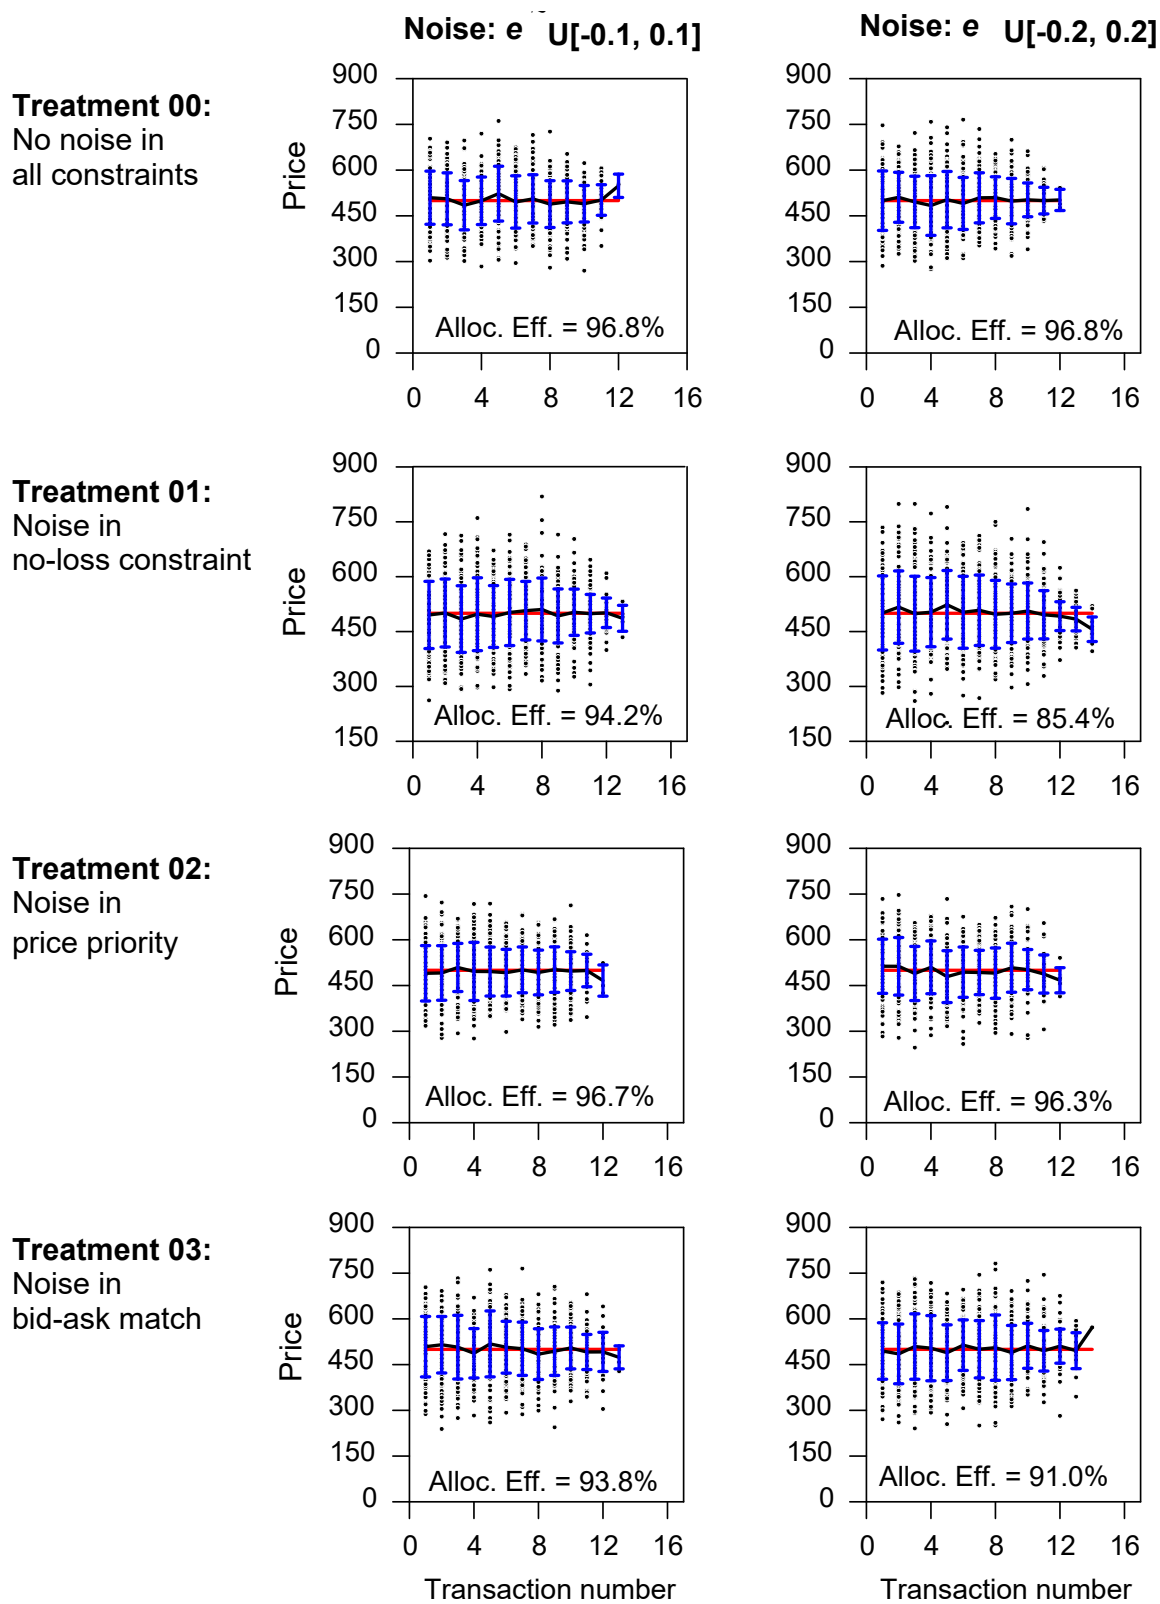 Noise: e U[-0.1, 0.1]
Noise: e U[-0.2, 0.2]
Treatment 00:
No noise in
all constraints
Price
900
750
600
450
300
150
0
Alloc. Eff. = 96.8%
0 4 8 12 16
900
750
600
450
300
150
0
Alloc. Eff. = 96.8%
0 4 8 12 16
Treatment 01:
Noise in
no-loss constraint
Price
900
750
600
450
300
150
Alloc. Eff. = 94.2%
0 4 8 12 16
900
750
600
450
300
150
Alloc. Eff. = 85.4%
0 4 8 12 16
Treatment 02:
Noise in
price priority
Price
900
750
600
450
300
150
0
Alloc. Eff. = 96.7%
0 4 8 12 16
900
750
600
450
300
150
0
Alloc. Eff. = 96.3%
0 4 8 12 16
Treatment 03:
Noise in
bid-ask match
Price
900
750
600
450
300
150
0
Alloc. Eff. = 93.8%
0 4 8 12 16
Transaction number
900
750
600
450
300
150
0
Alloc. Eff. = 91.0%
0 4 8 12 16
Transaction number